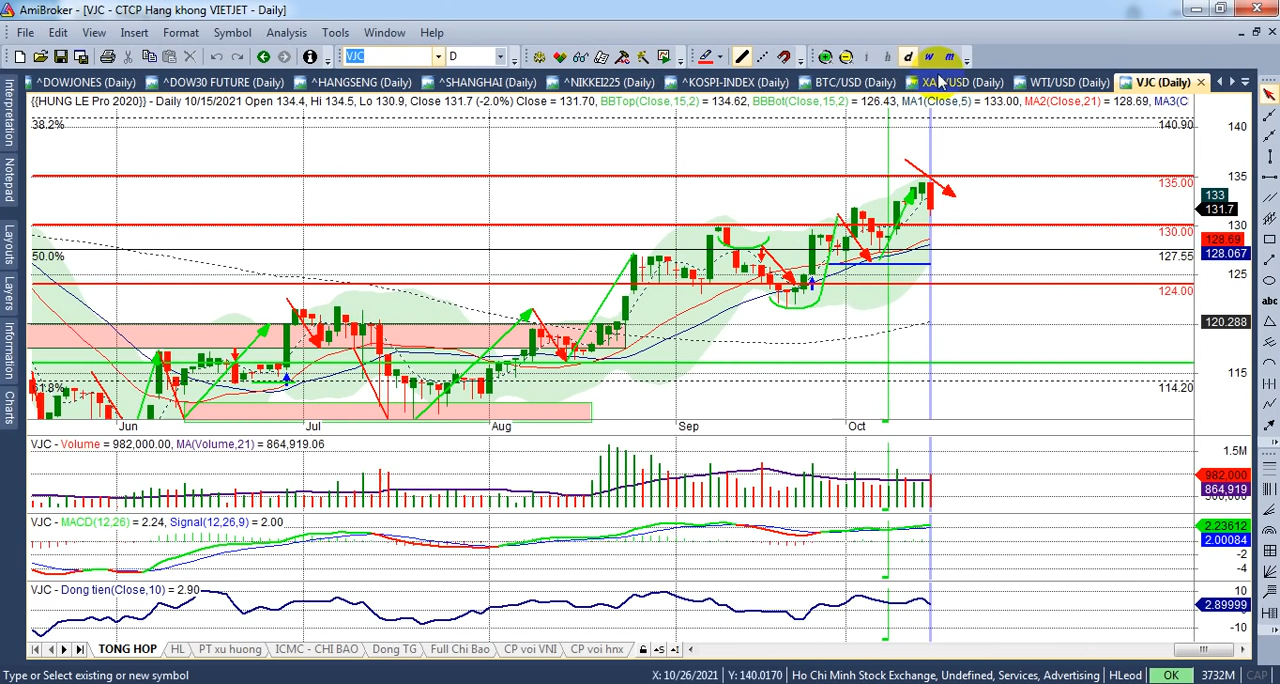 AmiBroker - [VJC - CTCP Hang khong VIETJET - Daily]
File Edit View Insert Format Symbol Analysis Tools Window Help
VJC D i h d w m
^DOWJONES (Daily) ^DOW30 FUTURE (Daily) ^HANGSENG (Daily) ^SHANGHAI (Daily) ^NIKKEI225 (Daily) ^KOSPI-INDEX (Daily) BTC/USD (Daily) USD (Daily) WTI/USD (Daily) VJC (Daily)
{{HUNG LE Pro 2020}} - Daily 10/15/2021 Open 134.4, Hi 134.5, Lo 130.9, Close 131.7 (-2.0%) Close = 131.70, BBTop(Close,15,2) = 134.62, BBBot(Close,15,2) = 126.43, MA1(Close,5) = 133.00, MA2(Close,21) = 128.69, MA3(C
38.2%
140.90
140
135
135.00
133
131.7
130
130.00
128.69
50.0%
127.55
128.067
125
124.00
120.288
115
61.8%
114.20
Jun Jul Aug Sep Oct
VJC - Volume = 982,000.00, MA(Volume,21) = 864,919.06
1.5M
982,000
864,919
VJC - MACD(12,26) = 2.24, Signal(12,26,9) = 2.00
2.23612
2.00084
-2
-4
VJC - Dong tien(Close,10) = 2.90
10
2.89999
-10
TONG HOP HL PT xu huong ICMC - CHI BAO Dong TG Full Chi Bao CP voi VNI CP voi hnx
Type or Select existing or new symbol X: 10/26/2021 Y: 140.0170 Ho Chi Minh Stock Exchange, Undefined, Services, Advertising HLeod OK 3732M CAP
Interpretation
Notepad
Layouts
Layers
Information
Charts
abc